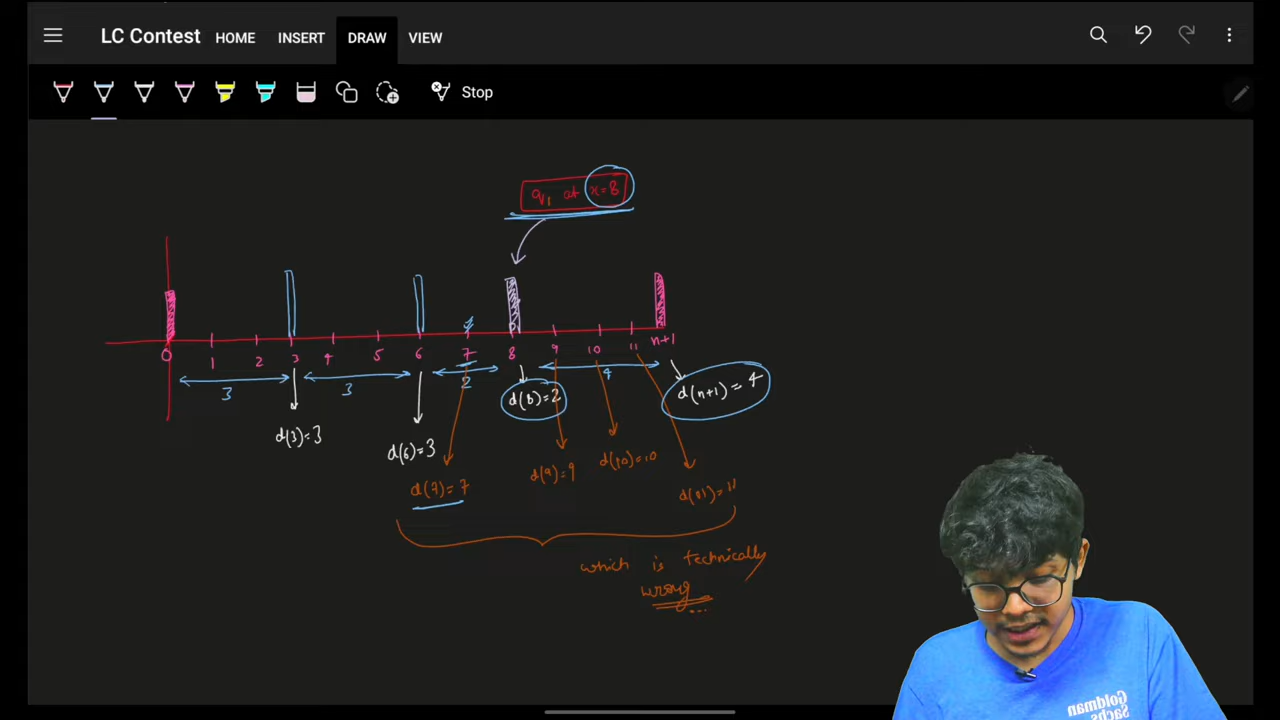 LC Contest HOME INSERT DRAW VIEW
Stop
q1 at x=8
0 1 2 3 4 5 6 7 8 9 10 11 n+1
3 3 2 4
d(3)=3 d(6)=3 d(8)=2 d(n+1)=4
d(7)=7 d(9)=9 d(10)=10 d(11)=11
which is technically
wrong...
Goldman
Sachs